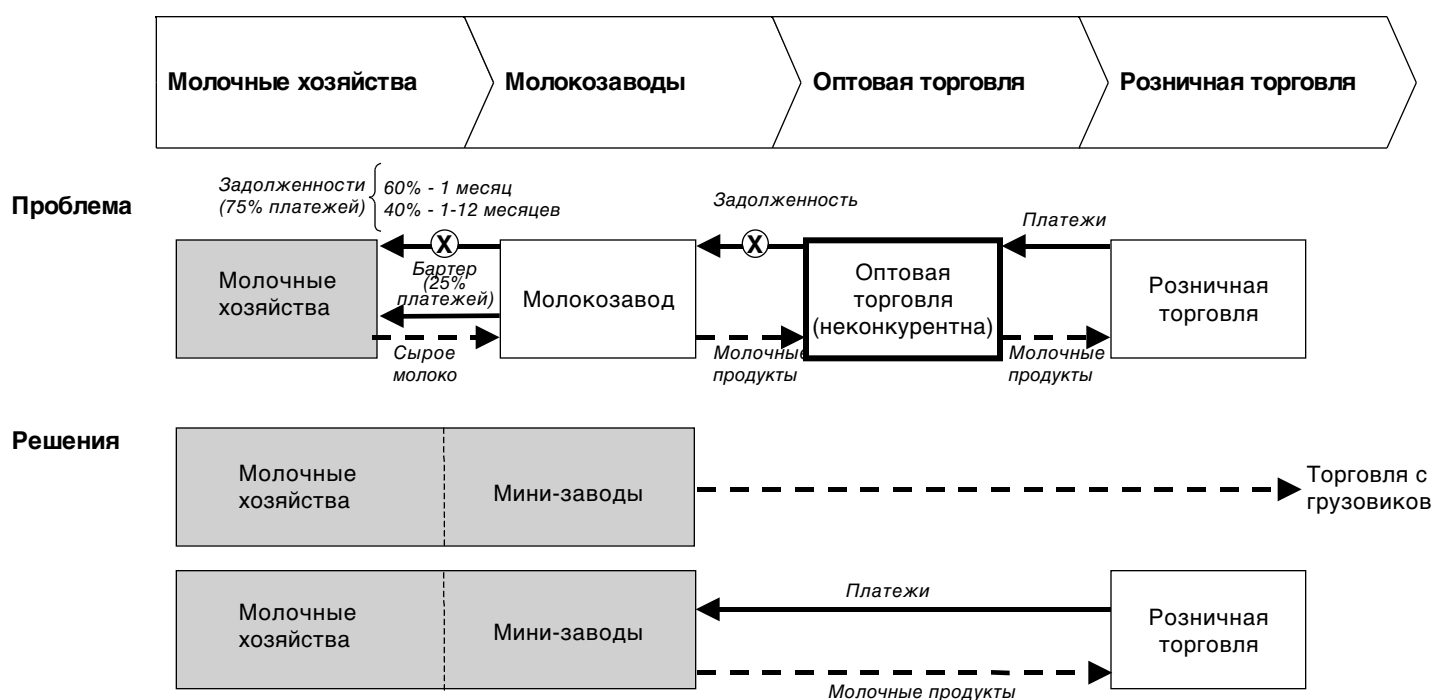 Молочные хозяйства
Молокозаводы
Оптовая торговля
Розничная торговля
Проблема
Задолженности
(75% платежей)
60% - 1 месяц
40% - 1-12 месяцев
Задолженность
Платежи
X
X
Молочные
хозяйства
Бартер
(25%
платежей)
Молокозавод
Оптовая
торговля
(неконкурентна)
Розничная
торговля
Сырое
молоко
Молочные
продукты
Молочные
продукты
Решения
Молочные
хозяйства
Мини-заводы
Торговля с
грузовиков
Молочные
хозяйства
Мини-заводы
Платежи
Розничная
торговля
Молочные продукты